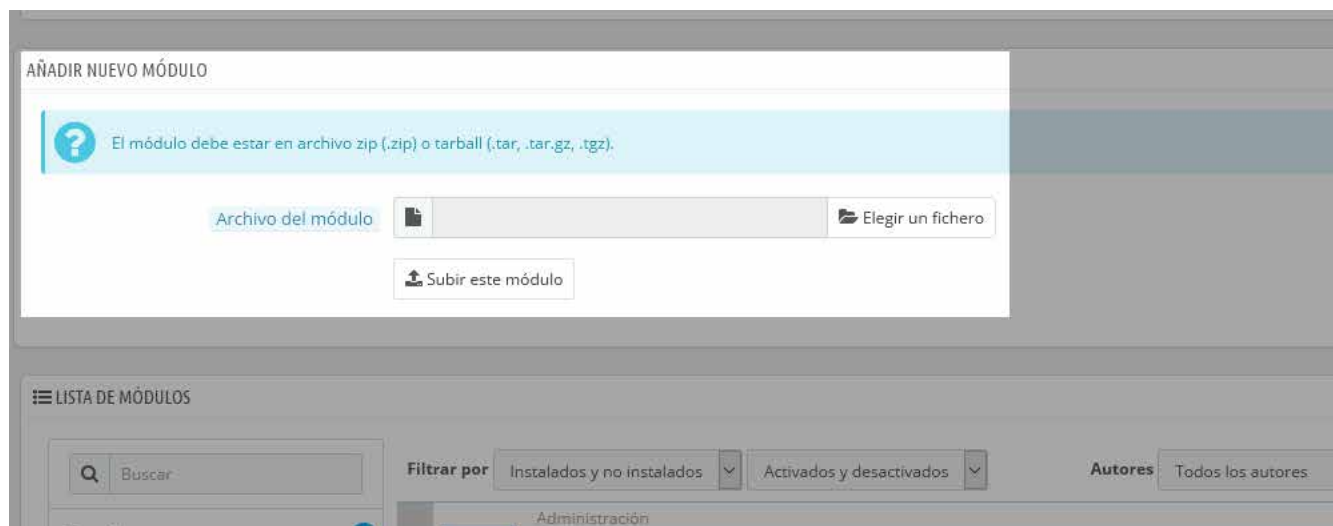 AÑADIR NUEVO MÓDULO
El módulo debe estar en archivo zip (.zip) o tarball (.tar, .tar.gz, .tgz).
Archivo del módulo
Elegir un fichero
Subir este módulo
LISTA DE MÓDULOS
Buscar
Filtrar por Instalados y no instalados Activados y desactivados Autores Todos los autores
Administración